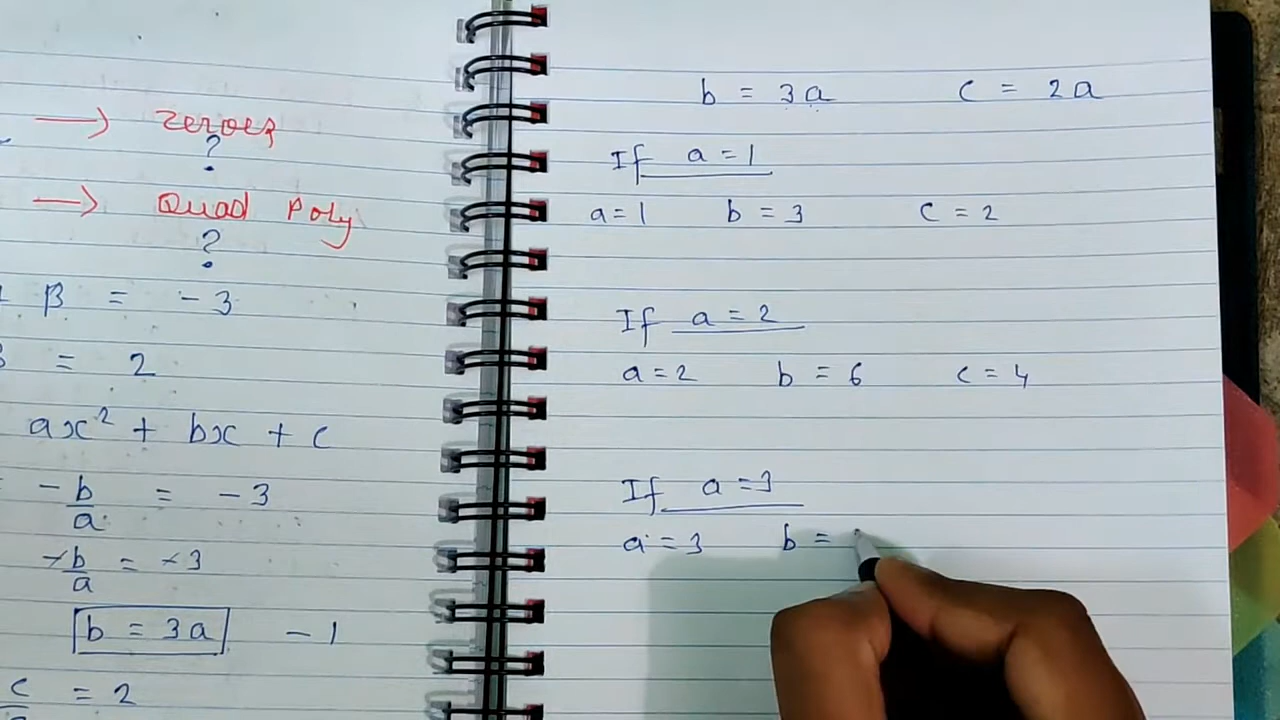 → zeroes
?
→ Quad Poly
?
β = - 3
= 2
ax² + bx + c
- b/a = - 3
- b/a = - 3
b = 3a - 1
c = 2
b = 3a c = 2a
If a = 1
a = 1 b = 3 c = 2
If a = 2
a = 2 b = 6 c = 4
If a = 3
a = 3 b =